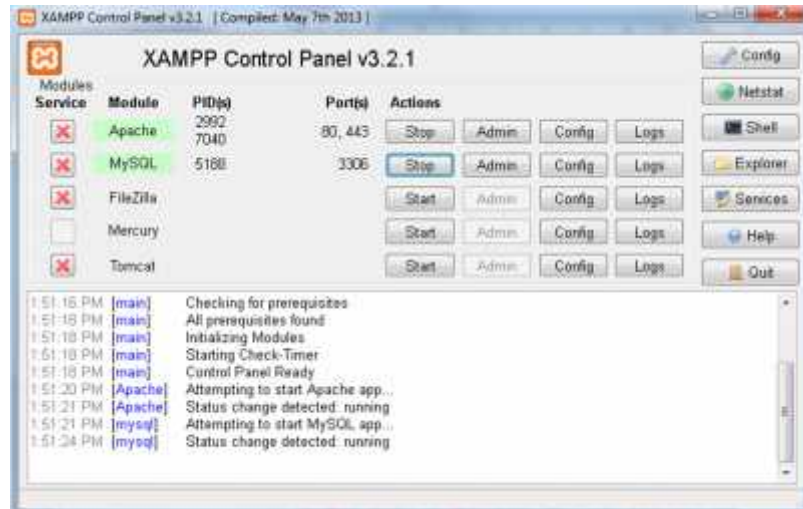 XAMPP Control Panel v3.2.1 [ Compiled: May 7th 2013 ]
XAMPP Control Panel v3.2.1
Config
Modules
Service Module PID(s) Port(s) Actions
Netstat
Apache 2992 7040 80, 443 Stop Admin Config Logs
Shell
MySQL 5188 3306 Stop Admin Config Logs
Explorer
FileZilla Start Admin Config Logs
Services
Mercury Start Admin Config Logs
Help
Tomcat Start Admin Config Logs
Quit
1:51:16 PM [main] Checking for prerequisites
1:51:18 PM [main] All prerequisites found
1:51:18 PM [main] Initializing Modules
1:51:18 PM [main] Starting Check-Timer
1:51:18 PM [main] Control Panel Ready
1:51:20 PM [Apache] Attempting to start Apache app...
1:51:21 PM [Apache] Status change detected: running
1:51:21 PM [mysql] Attempting to start MySQL app...
1:51:24 PM [mysql] Status change detected: running